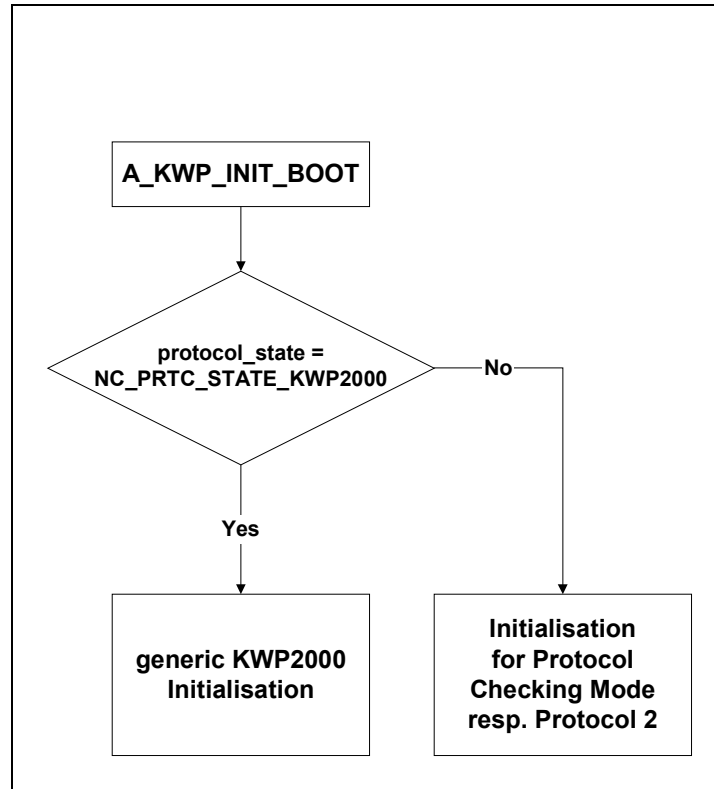 A_KWP_INIT_BOOT
protocol_state =
NC_PRTC_STATE_KWP2000
No
Yes
generic KWP2000
Initialisation
Initialisation
for Protocol
Checking Mode
resp. Protocol 2